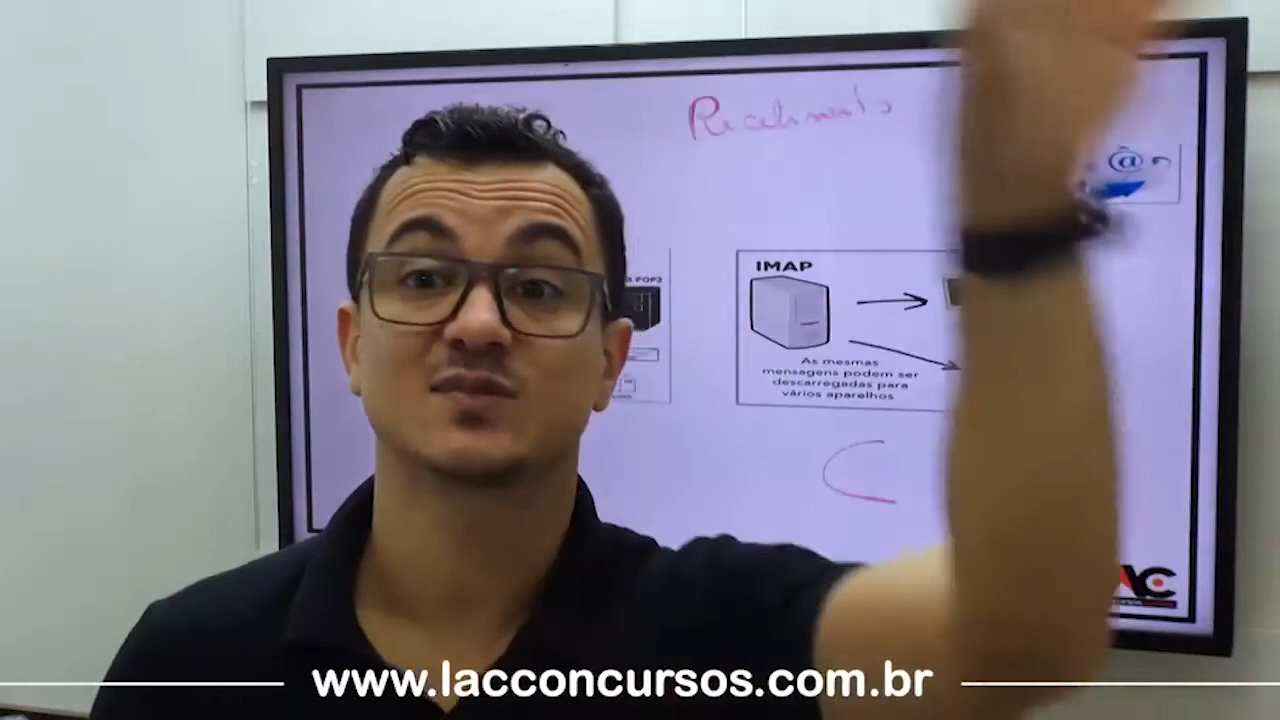 Recebimento
@
POP3
IMAP
As mesmas
mensagens podem ser
descarregadas para
vários aparelhos
AC
www.lacconcursos.com.br